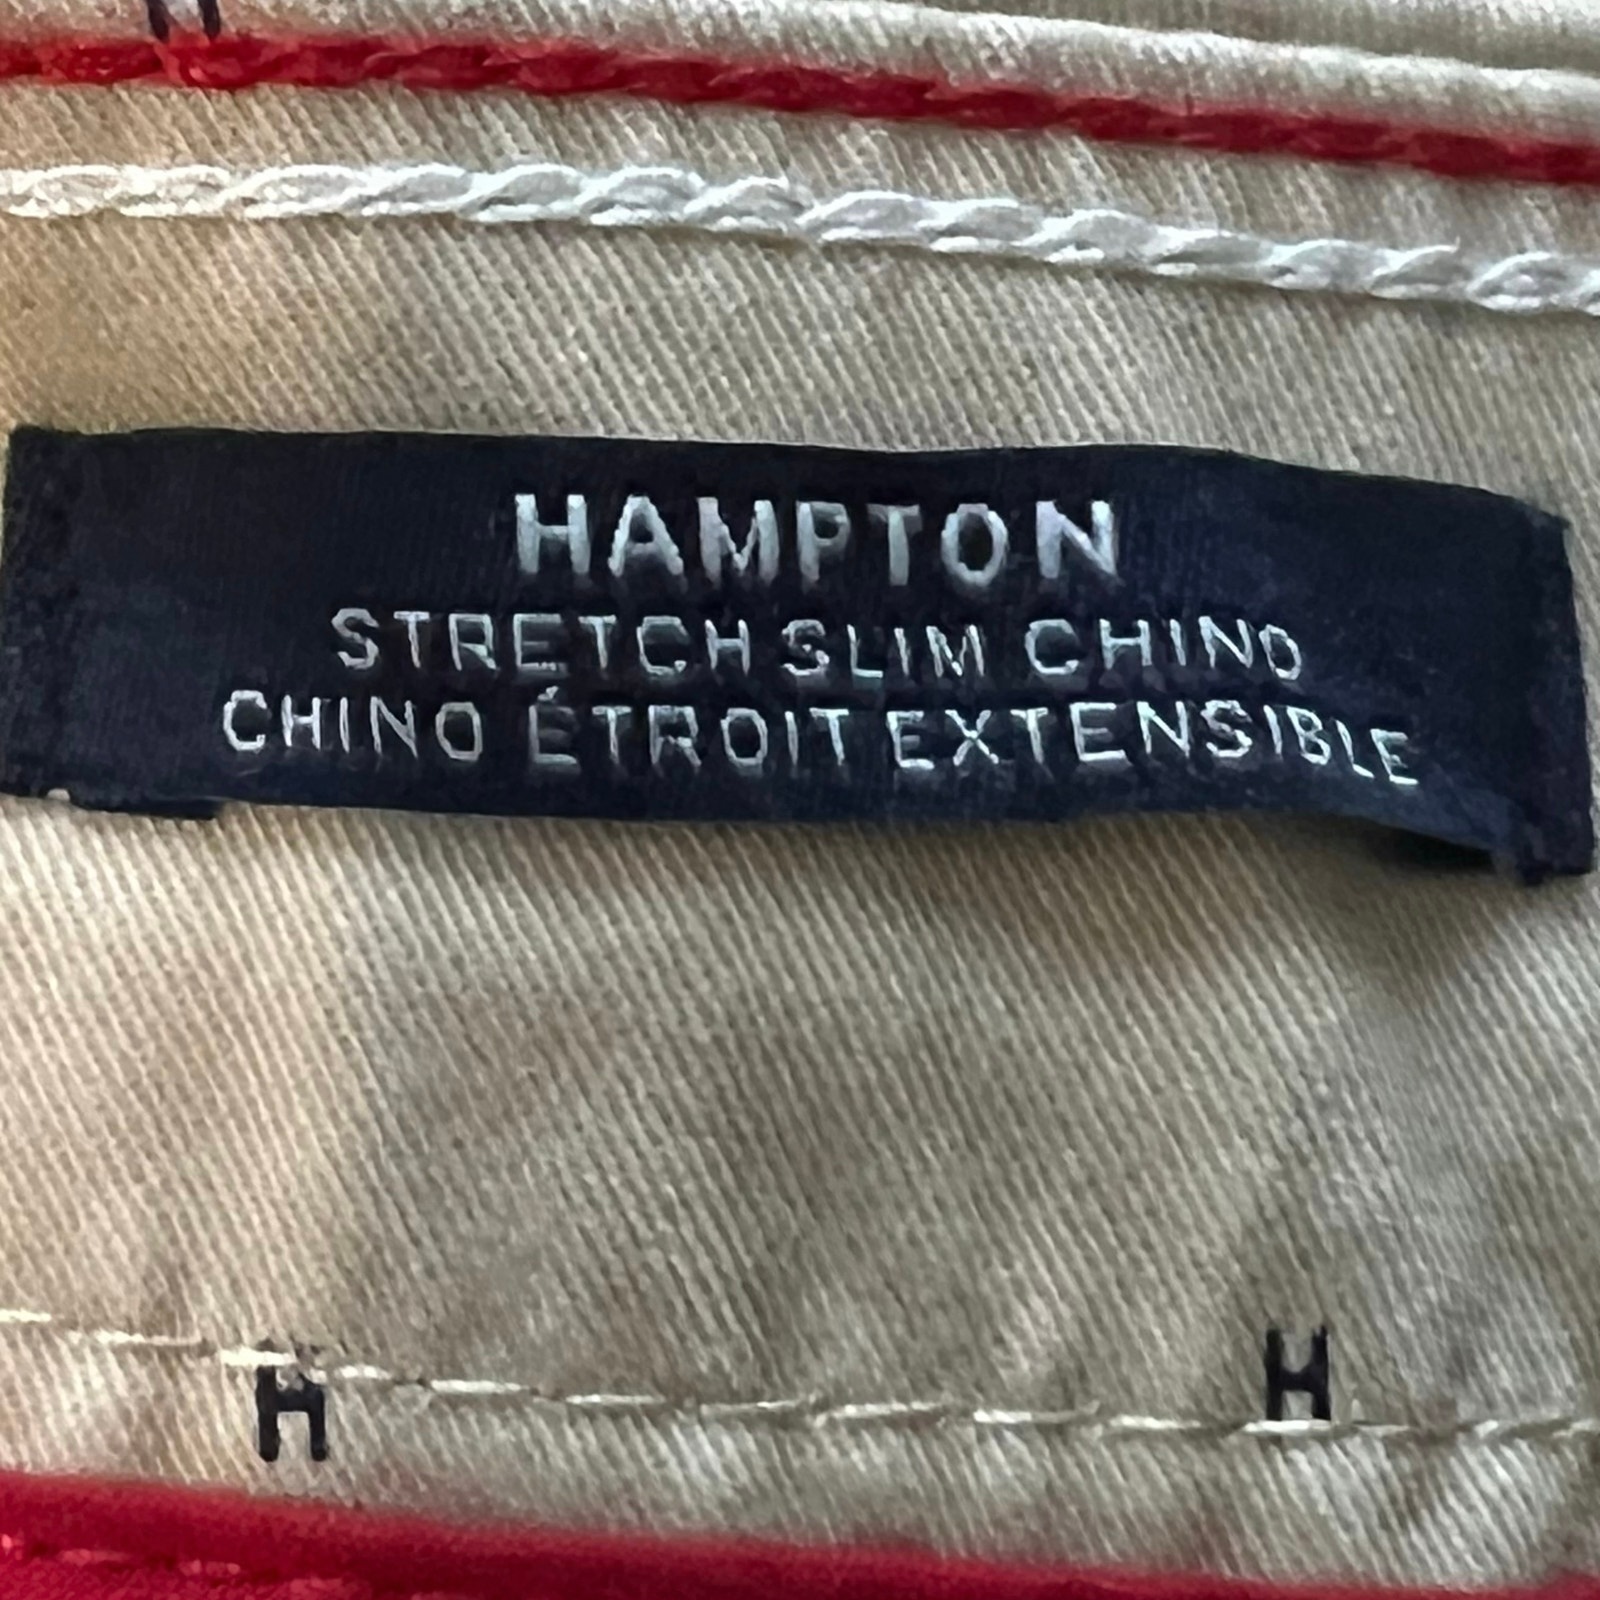 HAMPTON
STRETCH SLIM CHINO
CHINO ÉTROIT EXTENSIBLE
H
H